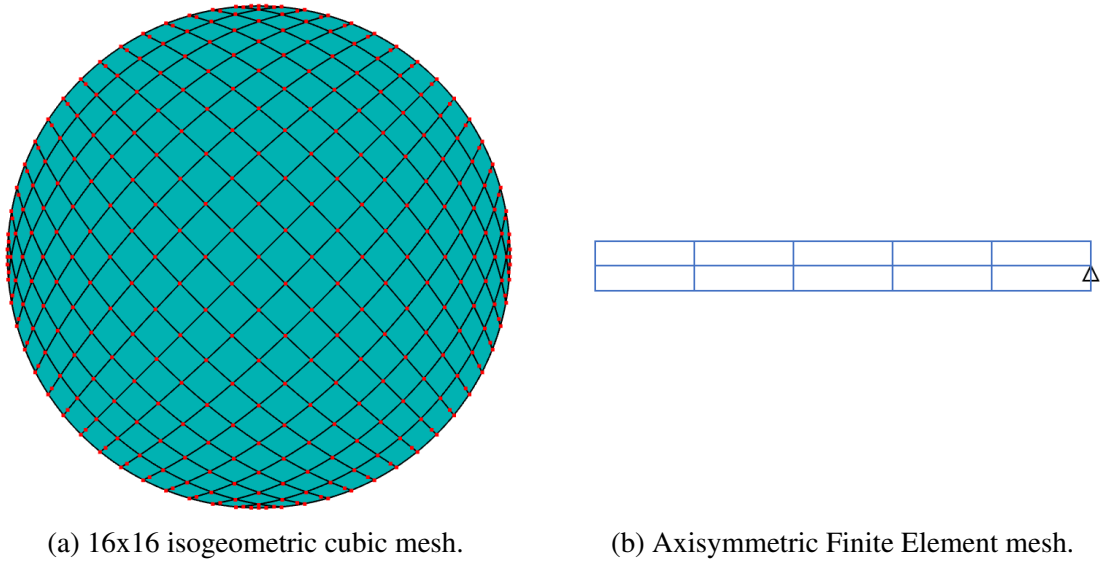 (a) 16x16 isogeometric cubic mesh.
(b) Axisymmetric Finite Element mesh.